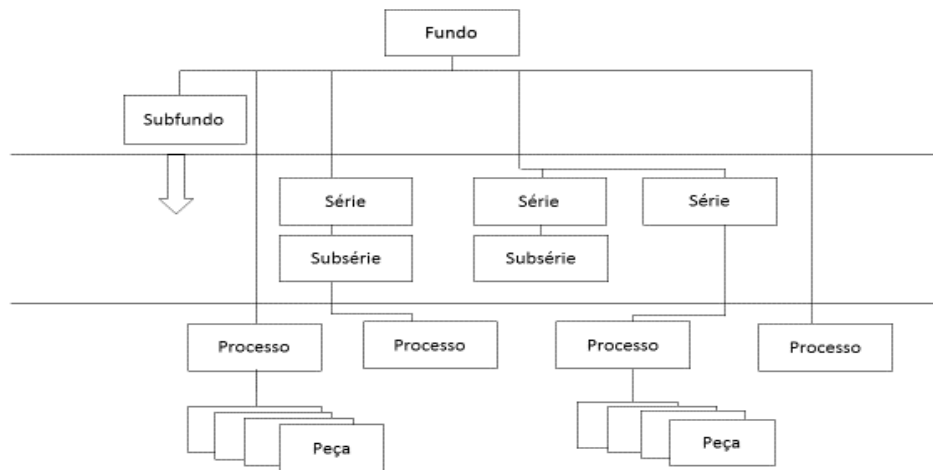 Fundo
Subfundo
Série
Série
Série
Subsérie
Subsérie
Processo
Processo
Processo
Processo
Peça
Peça